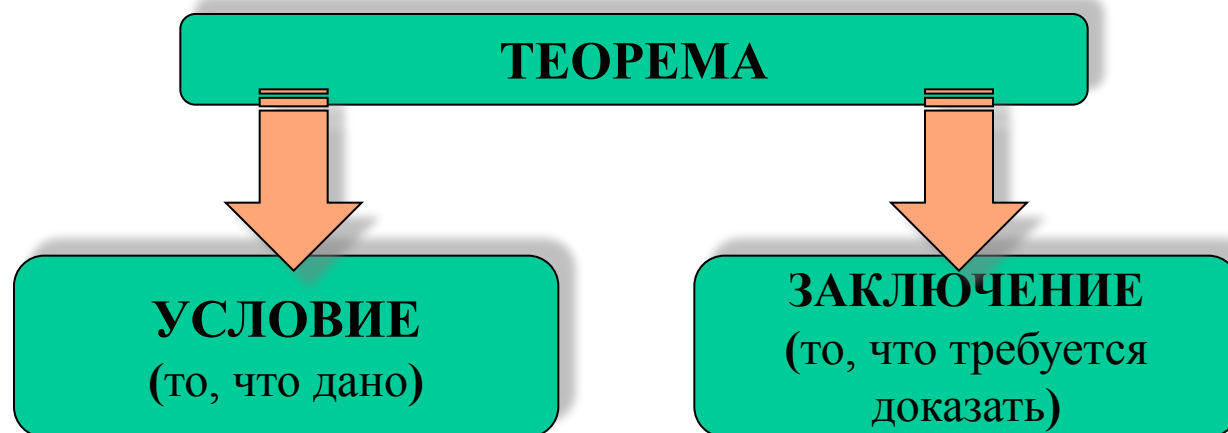 ТЕОРЕМА
УСЛОВИЕ
(то, что дано)
ЗАКЛЮЧЕНИЕ
(то, что требуется
доказать)